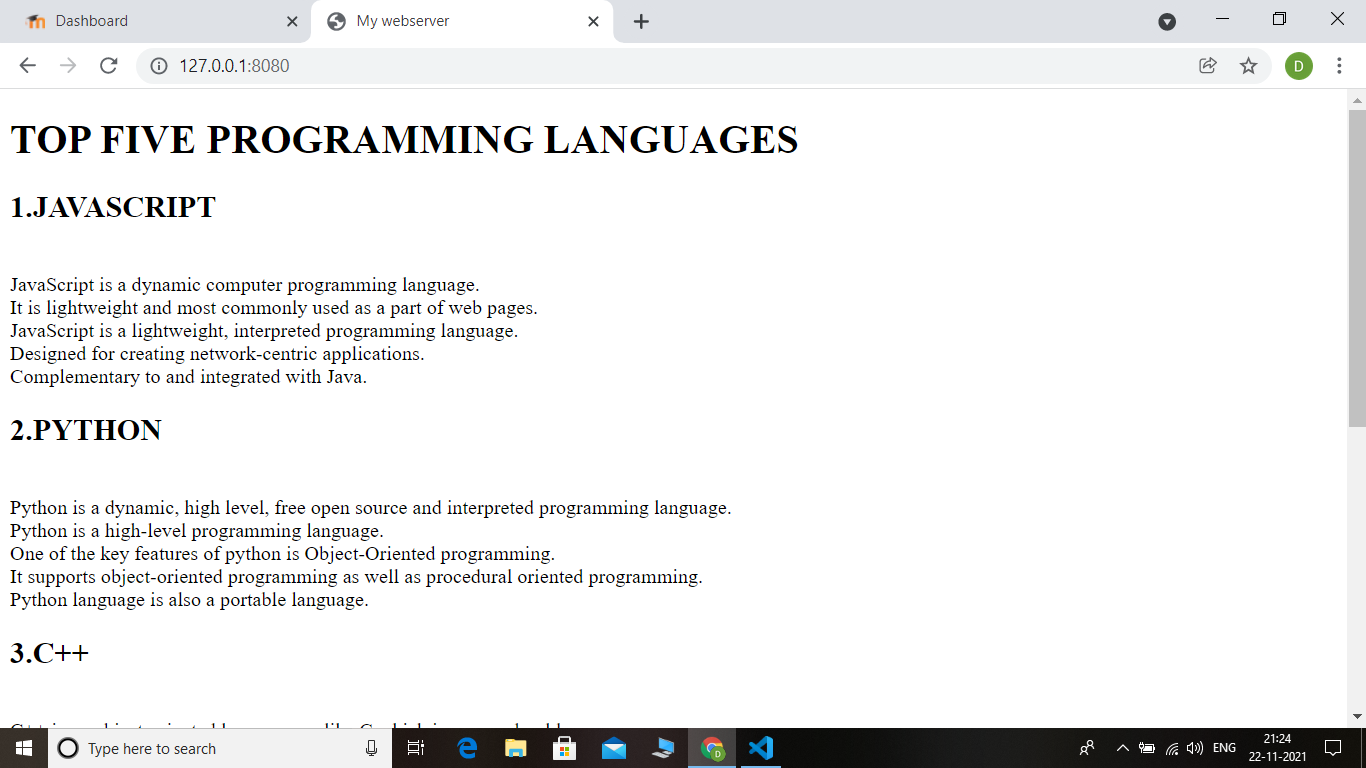 Dashboard
My webserver
127.0.0.1:8080
D
TOP FIVE PROGRAMMING LANGUAGES
1.JAVASCRIPT
JavaScript is a dynamic computer programming language.
It is lightweight and most commonly used as a part of web pages.
JavaScript is a lightweight, interpreted programming language.
Designed for creating network-centric applications.
Complementary to and integrated with Java.
2.PYTHON
Python is a dynamic, high level, free open source and interpreted programming language.
Python is a high-level programming language.
One of the key features of python is Object-Oriented programming.
It supports object-oriented programming as well as procedural oriented programming.
Python language is also a portable language.
3.C++
Type here to search
D
ENG
21:24
22-11-2021